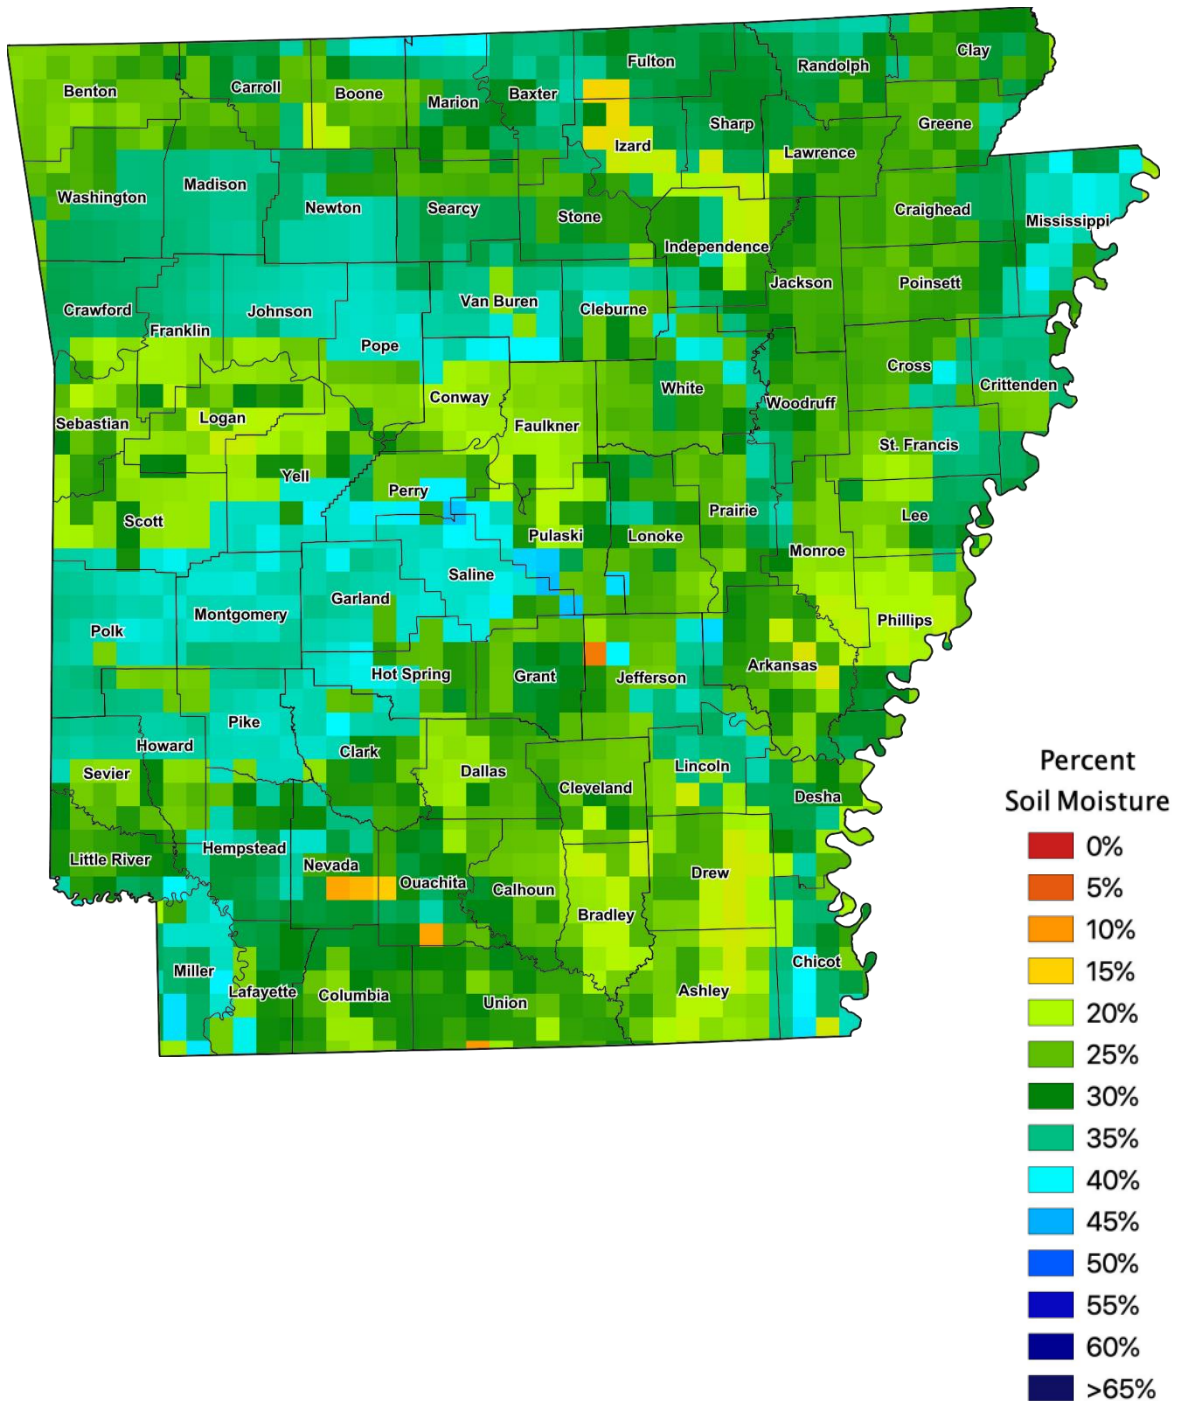 Clay
Fulton
Randolph
Carroll
Benton
Boone
Baxter
Marion
Sharp
Greene
Izard
Lawrence
Madison
Washington
Newton
Searcy
Stone
Craighead
Mississippi
Independence
Jackson
Poinsett
Van Buren
Crawford
Johnson
Cleburne
Franklin
Pope
Cross
Crittenden
White
Conway
Woodruff
Logan
Sebastian
Faulkner
St. Francis
Yell
Perry
Prairie
Lee
Scott
Pulaski
Lonoke
Monroe
Saline
Garland
Montgomery
Phillips
Polk
Arkansas
Hot Spring
Grant
Jefferson
Pike
Howard
Clark
Lincoln
Sevier
Dallas
Cleveland
Desha
Hempstead
Little River
Nevada
Drew
Ouachita
Calhoun
Bradley
Chicot
Miller
Lafayette
Columbia
Ashley
Union
Percent
Soil Moisture
0%
5%
10%
15%
20%
25%
30%
35%
40%
45%
50%
55%
60%
>65%